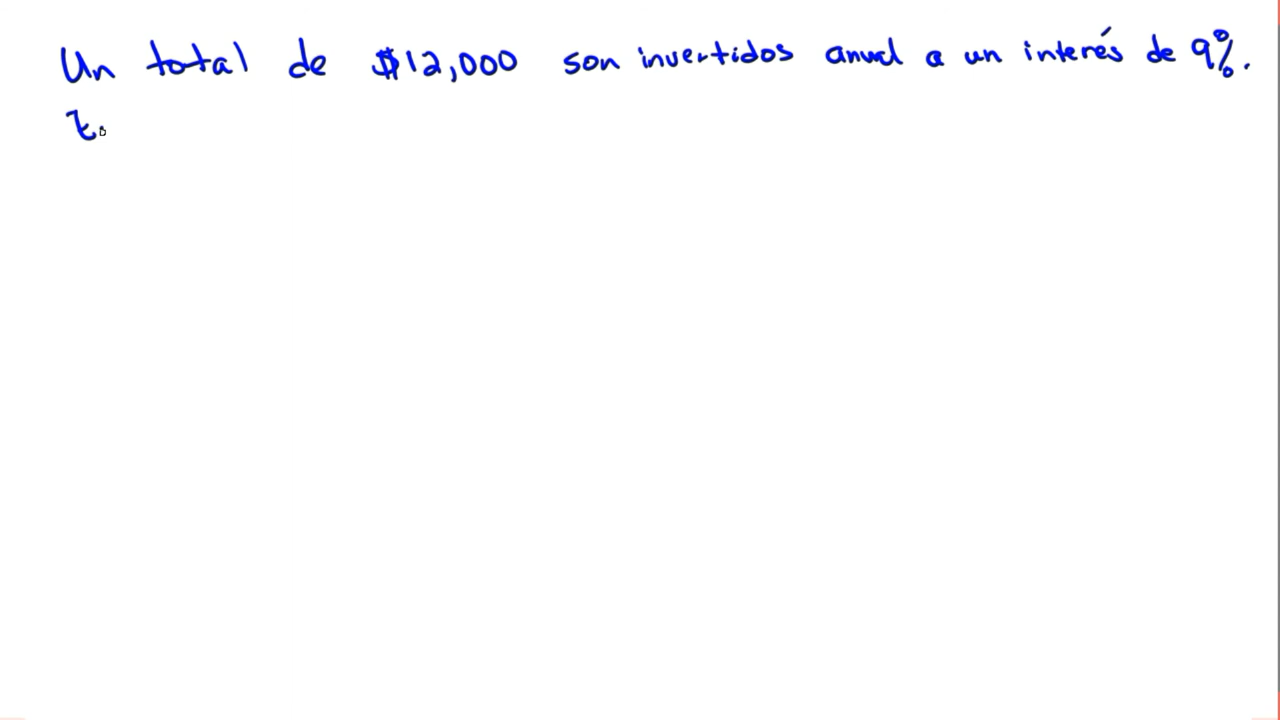 Un total de $12,000 son invertidos anual a un interés de 9%.